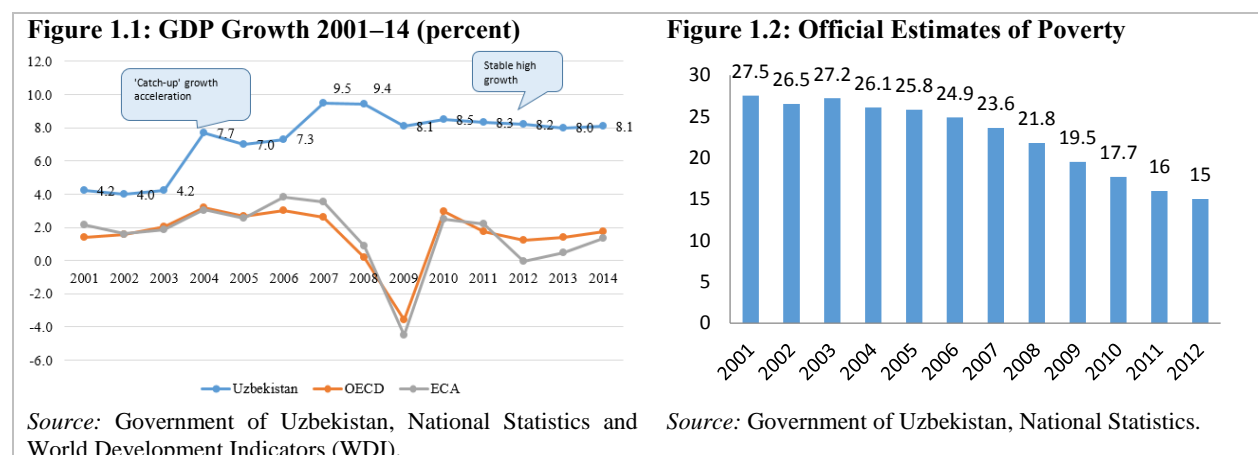 Figure 1.1: GDP Growth 2001–14 (percent)
12.0
10.0
8.0
6.0
4.0
2.0
0.0
-2.0
-4.0
-6.0
'Catch-up' growth
acceleration
Stable high
growth
4.2 4.0 4.2 7.7 7.0 7.3 9.5 9.4 8.1 8.5 8.3 8.2 8.0 8.1
2001 2002 2003 2004 2005 2006 2007 2008 2009 2010 2011 2012 2013 2014
Uzbekistan OECD ECA
Source: Government of Uzbekistan, National Statistics and
World Development Indicators (WDI).
Figure 1.2: Official Estimates of Poverty
30
25
20
15
10
5
0
27.5 26.5 27.2 26.1 25.8 24.9 23.6 21.8 19.5 17.7 16 15
2001 2002 2003 2004 2005 2006 2007 2008 2009 2010 2011 2012
Source: Government of Uzbekistan, National Statistics.